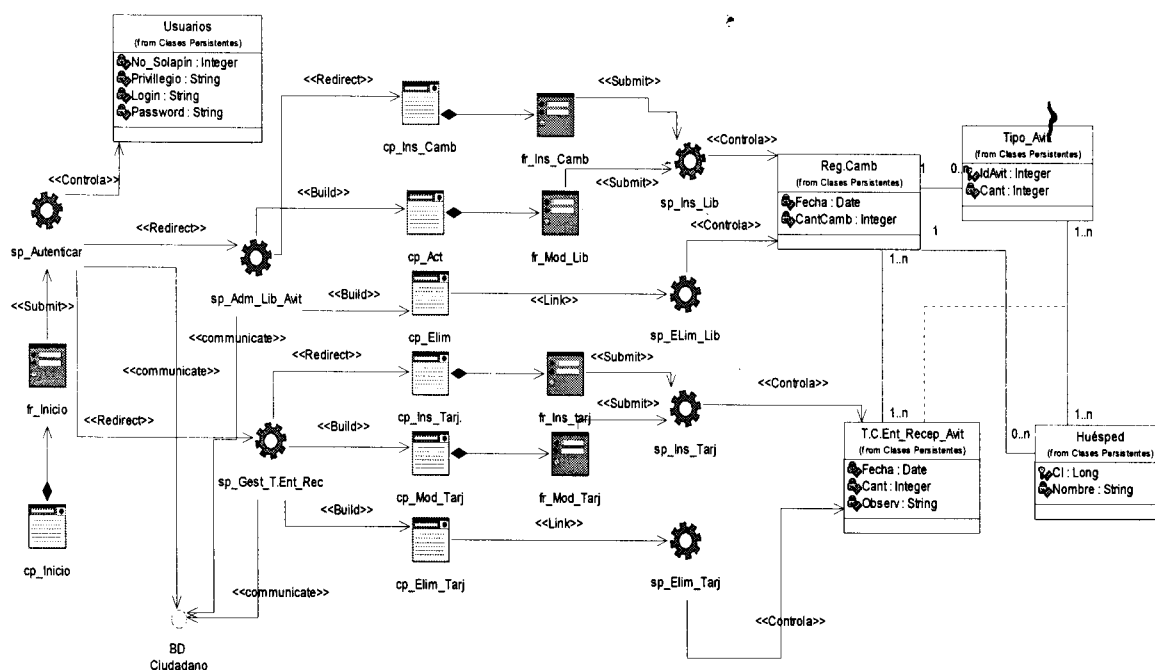 Usuarios
(from Clases Persistentes)
No_Solapín : Integer
Privillegio : String
Login : String
Password : String
<<Controla>>
sp_Autenticar
<<Submit>>
fr_Inicio
cp_Inicio
<<Redirect>>
<<Redirect>>
<<communicate>>
<<communicate>>
<<communicate>>
BD
Ciudadano
sp_Adm_Lib_Avit
<<Redirect>>
<<Build>>
<<Build>>
cp_Ins_Camb
cp_Act
cp_Elim
fr_Ins_Camb
fr_Mod_Lib
<<Submit>>
<<Submit>>
<<Link>>
sp_Ins_Lib
sp_ELim_Lib
<<Controla>>
<<Controla>>
sp_Gest_T.Ent_Rec
<<Redirect>>
<<Build>>
<<Build>>
cp_Ins_Tarj.
cp_Mod_Tarj
cp_Elim_Tarj
fr_Ins_tarj
fr_Mod_Tarj
<<Submit>>
<<Submit>>
<<Link>>
sp_Ins_Tarj
sp_Elim_Tarj
<<Controla>>
<<Controla>>
Reg.Camb
(from Clases Persistentes)
Fecha : Date
CantCamb : Integer
1
0..n
Tipo_Avit
(from Clases Persistentes)
IdAvit : Integer
Cant : Integer
1..n
1
1..n
1..n
1..n
0..n
T.C.Ent_Recep_Avit
(from Clases Persistentes)
Fecha : Date
Cant : Integer
Observ : String
Huésped
(from Clases Persistentes)
CI : Long
Nombre : String